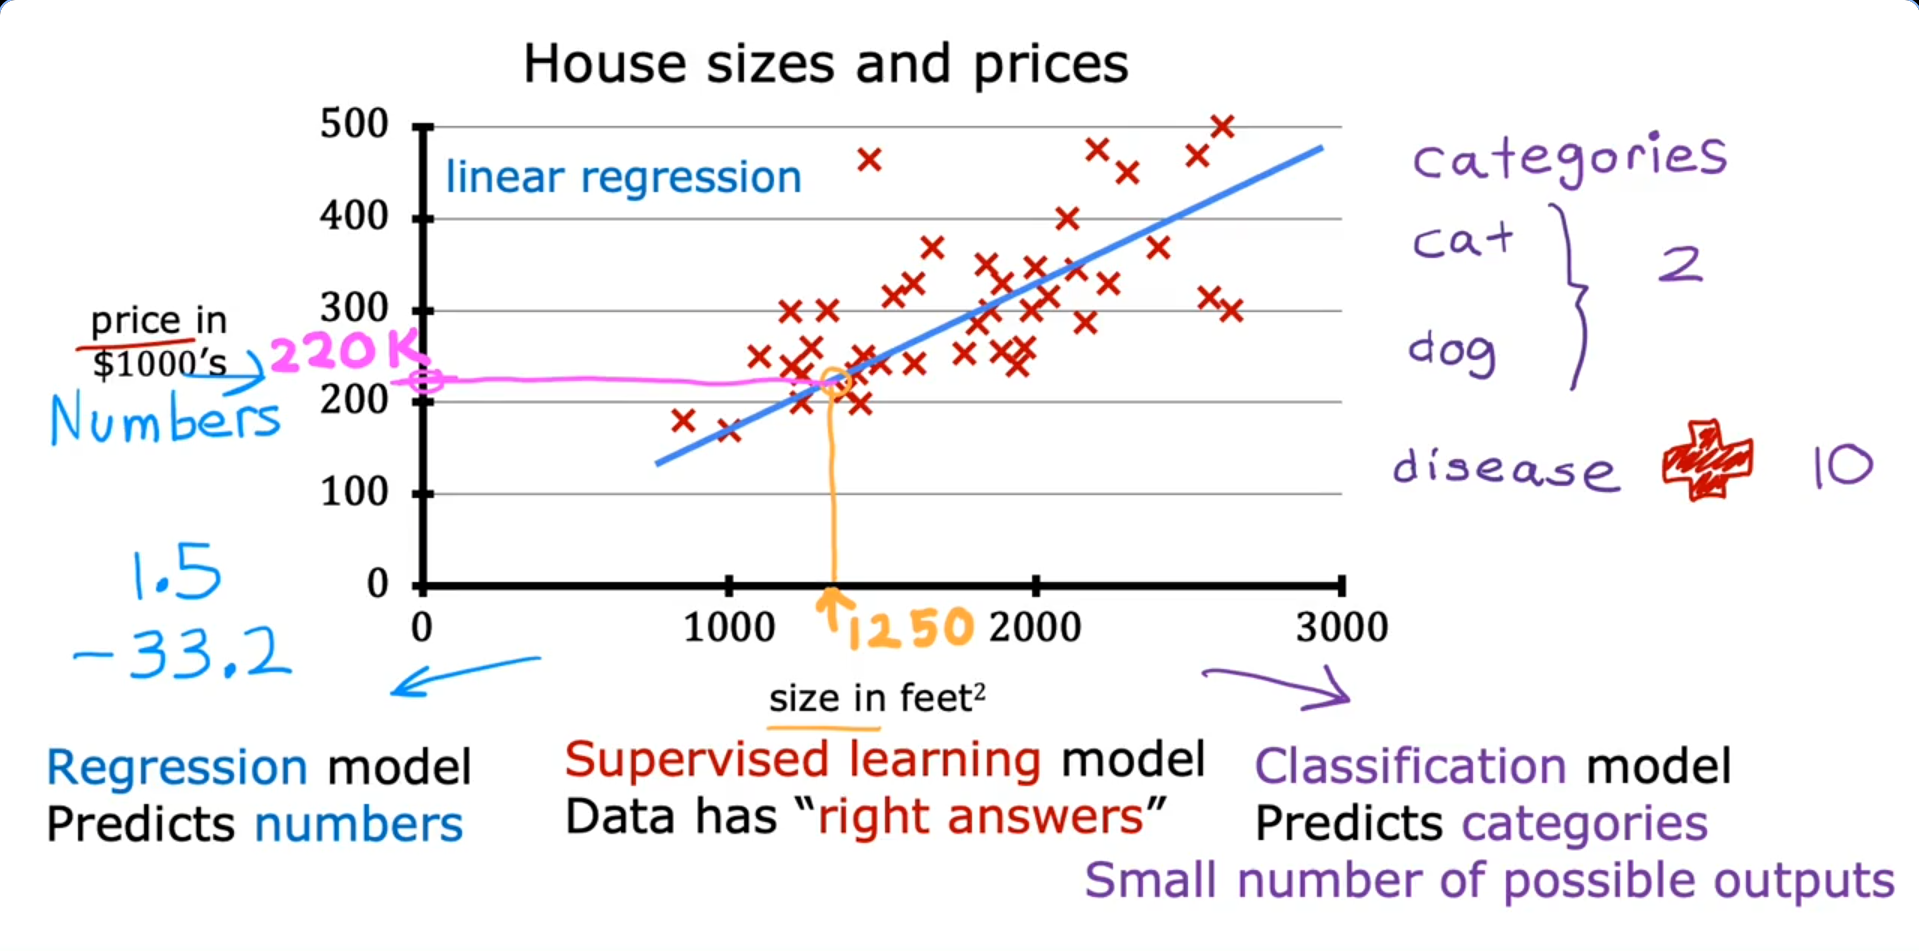 House sizes and prices
500
linear regression
400
300
200
100
0
price in
$1000's
220K
Numbers
1.5
-33.2
0 1000 2000 3000
1250
size in feet²
categories
cat
dog
2
disease 10
Regression model
Predicts numbers
Supervised learning model
Data has “right answers”
Classification model
Predicts categories
Small number of possible outputs